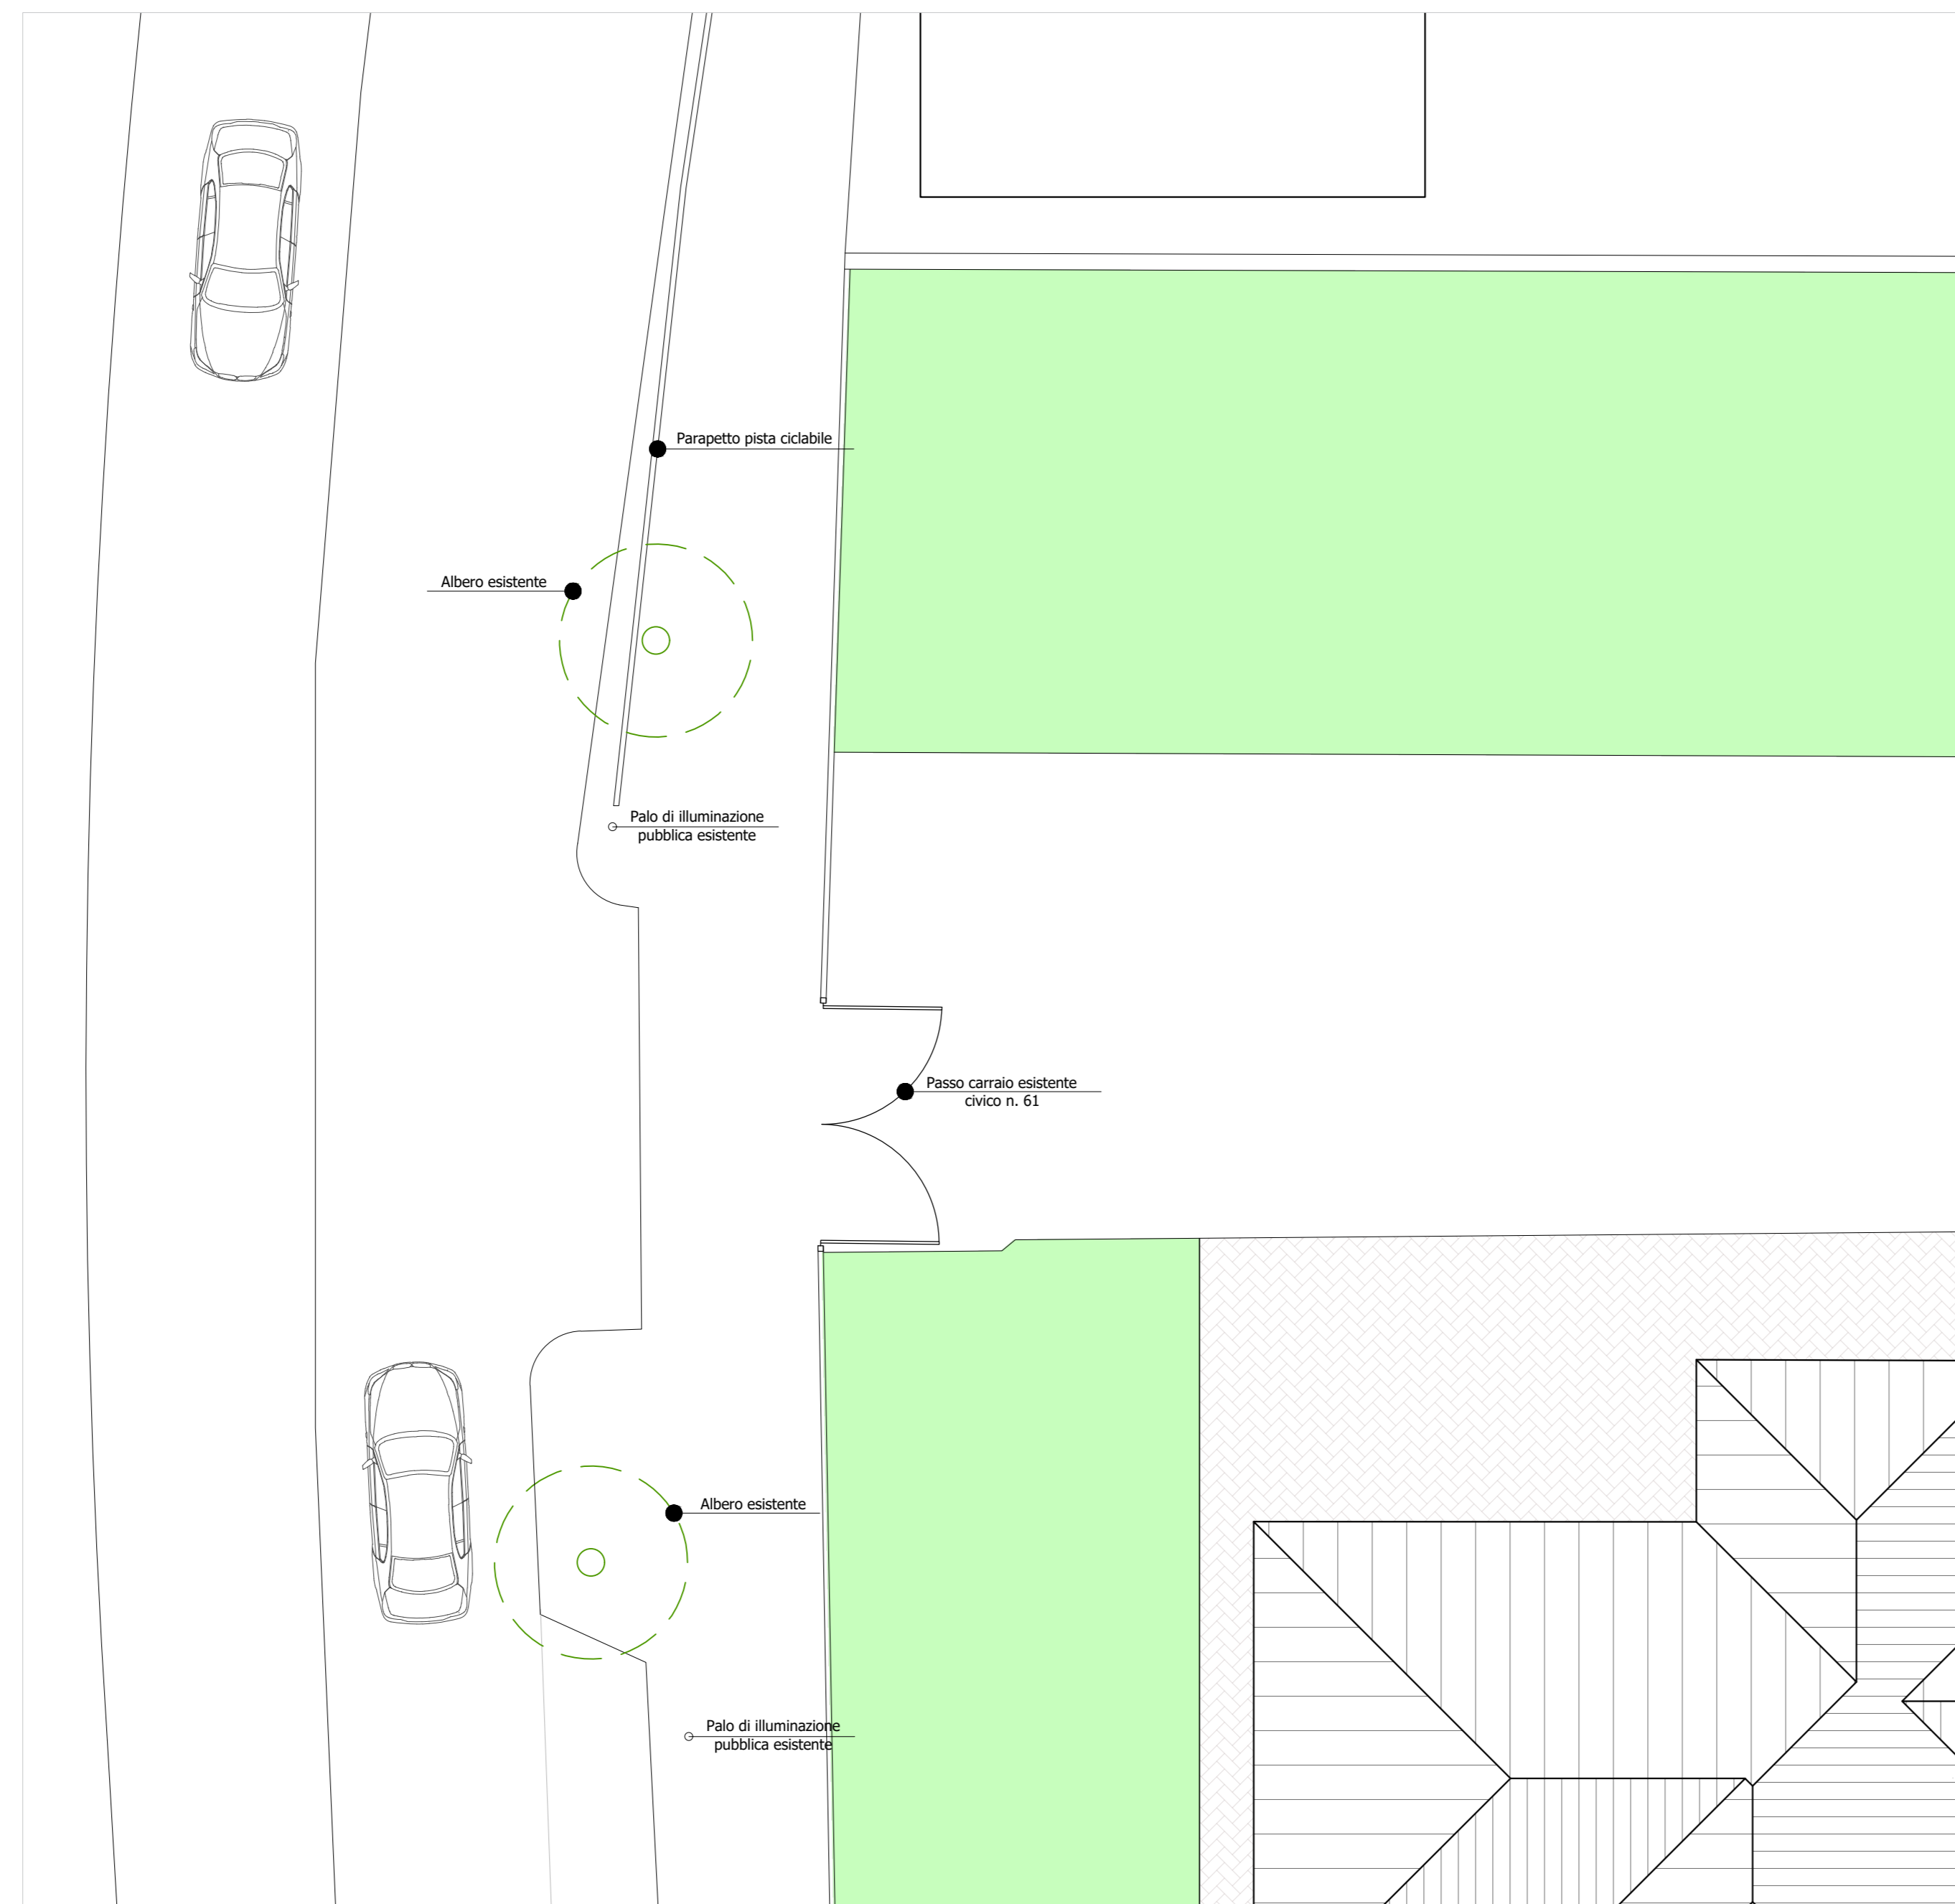 Parapetto pista ciclabile
Albero esistente
Palo di illuminazione
pubblica esistente
Passo carraio esistente
civico n. 61
Albero esistente
Palo di illuminazione
pubblica esistente